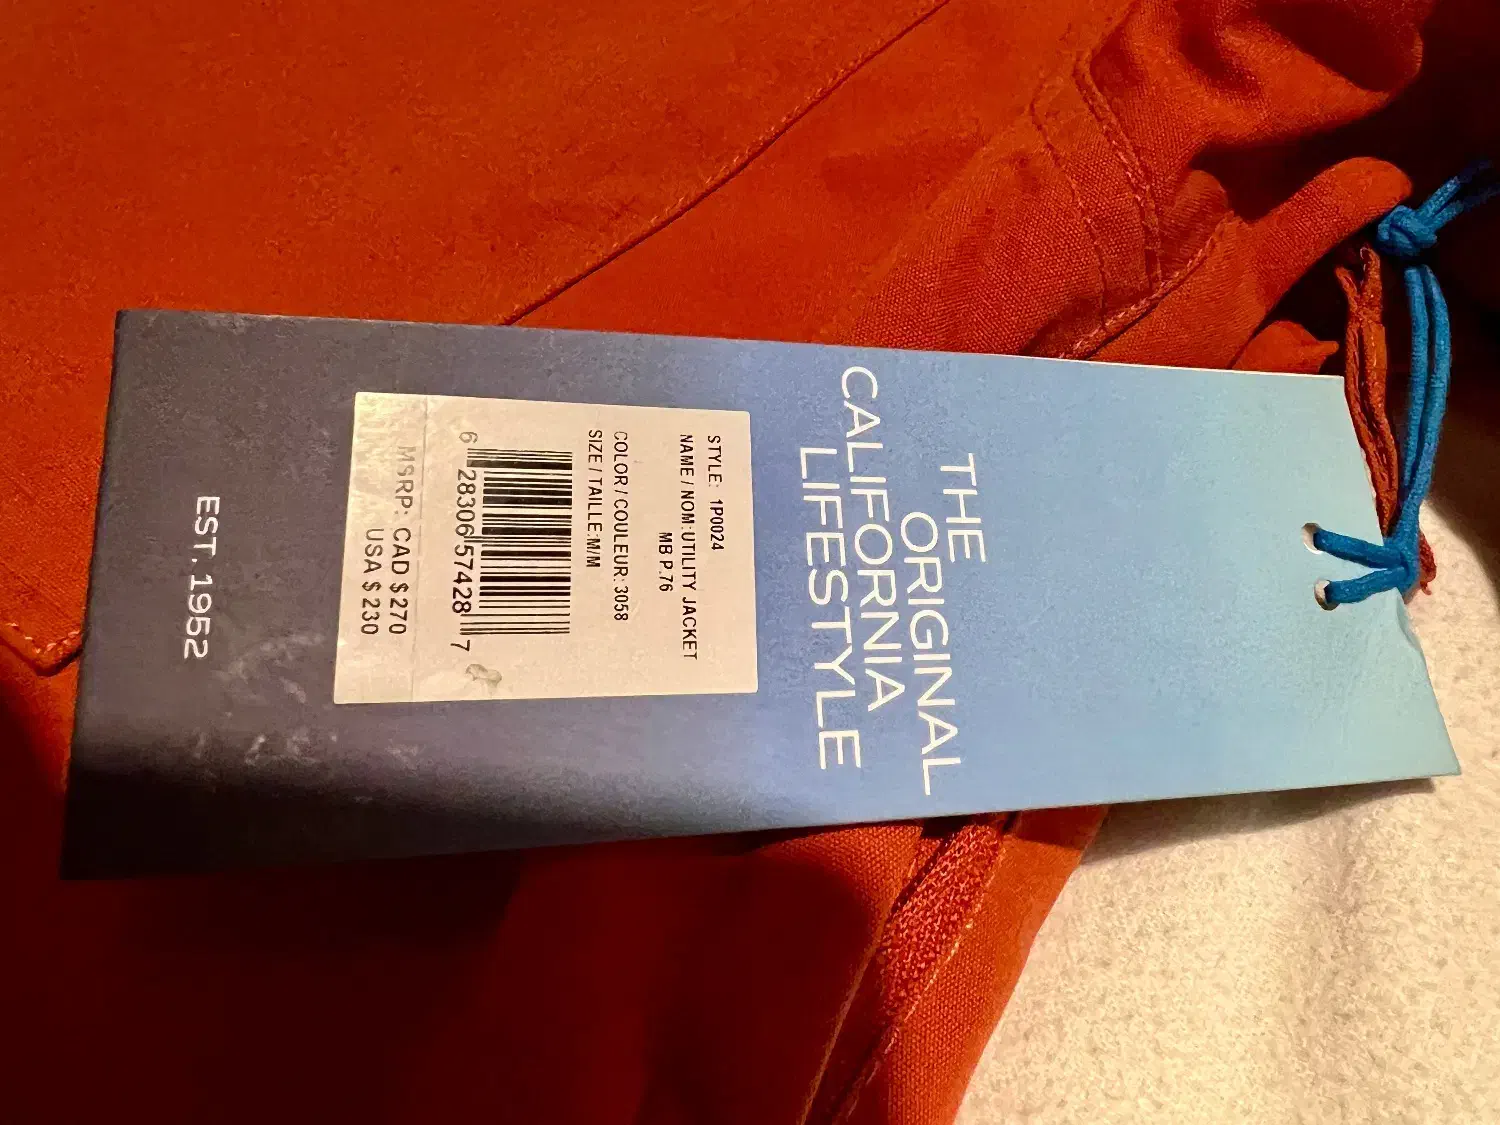 THE
ORIGINAL
CALIFORNIA
LIFESTYLE
STYLE: 1P0024
NAME / NOM:UTILITY JACKET
MB P.76
COLOR / COULEUR: 3058
SIZE / TAILLE:M/M
6 28306 57428 7
MSRP: CAD $ 270
USA $ 230
EST. 1952